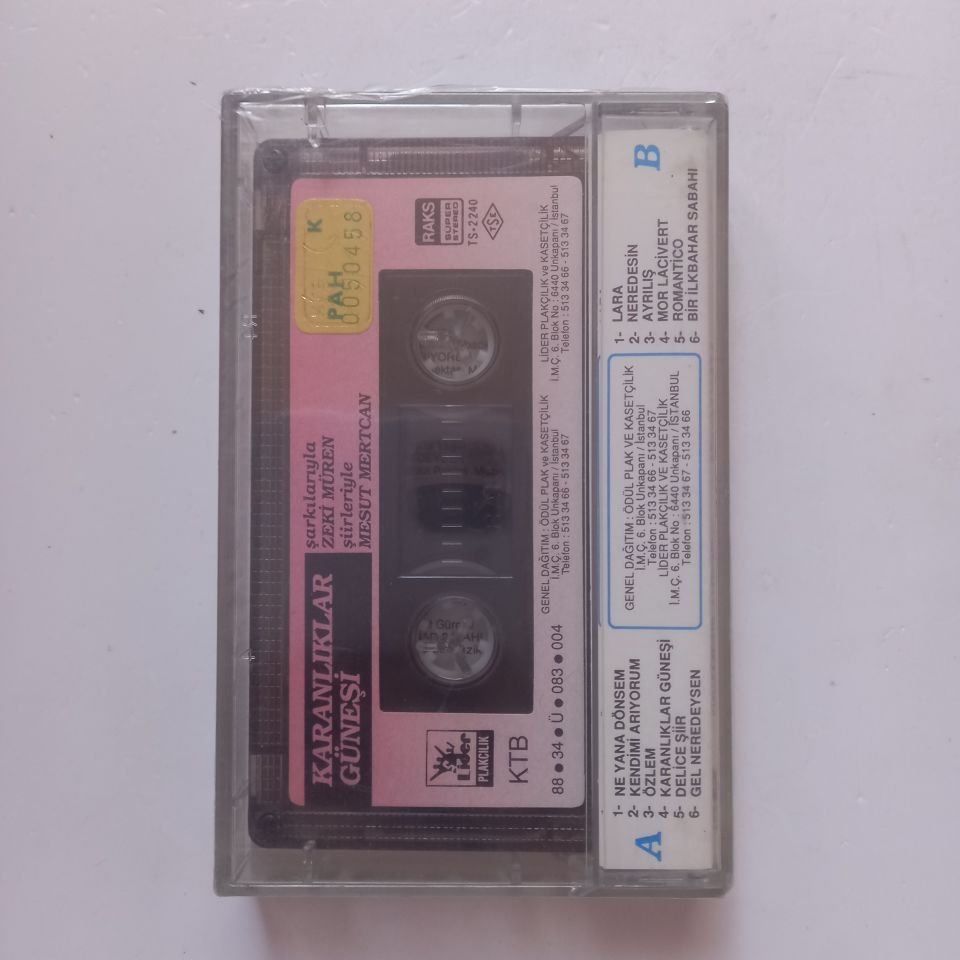 KARANLIKLAR
GÜNEŞİ
şarkılarıyla
ZEKİ MÜREN
şiirleriyle
MESUT MERTCAN
K
PAH
0050458
RAKS
SUPER
STEREO
TS-2240
TSE
Lider
PLAKÇILIK
KTB
88 ● 34 ● Ü ● 083 ● 004
GENEL DAĞITIM : ÖDÜL PLAK ve KASETÇİLİK
İ.M.Ç. 6. Blok Unkapanı / İstanbul
Telefon : 513 34 66 - 513 34 67
LİDER PLAKÇILIK ve KASETÇİLİK
İ.M.Ç. 6. Blok No : 6440 Unkapanı / İstanbul
Telefon : 513 34 66 - 513 34 67
A
1- NE YANA DÖNSEM
2- KENDİMİ ARIYORUM
3- ÖZLEM
4- KARANLIKLAR GÜNEŞİ
5- DELİCE ŞİİR
6- GEL NEREDEYSEN
GENEL DAĞITIM : ÖDÜL PLAK VE KASETÇİLİK
İ.M.Ç. 6. Blok Unkapanı / İstanbul
Telefon : 513 34 66 - 513 34 67
LİDER PLAKÇILIK VE KASETÇİLİK
İ.M.Ç. 6. Blok No : 6440 Unkapanı / İSTANBUL
Telefon : 513 34 67 - 513 34 66
B
1- LARA
2- NEREDESİN
3- AYRILIŞ
4- MOR LÂCİVERT
5- ROMANTİCO
6- BİR İLKBAHAR SABAHI